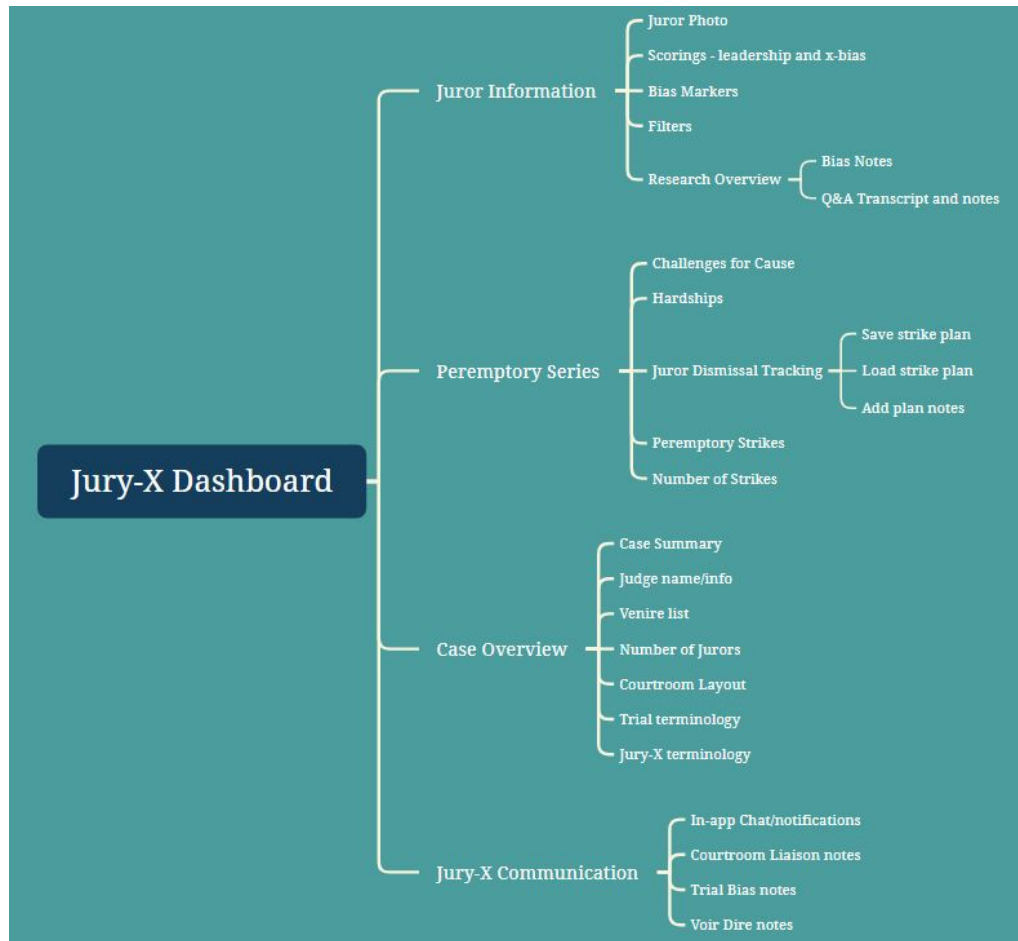 Juror Photo
Scorings - leadership and x-bias
Juror Information
Bias Markers
Filters
Research Overview
Bias Notes
Q&A Transcript and notes
Challenges for Cause
Hardships
Peremptory Series
Juror Dismissal Tracking
Save strike plan
Load strike plan
Add plan notes
Peremptory Strikes
Number of Strikes
Jury-X Dashboard
Case Summary
Judge name/info
Venire list
Case Overview
Number of Jurors
Courtroom Layout
Trial terminology
Jury-X terminology
In-app Chat/notifications
Courtroom Liaison notes
Jury-X Communication
Trial Bias notes
Voir Dire notes